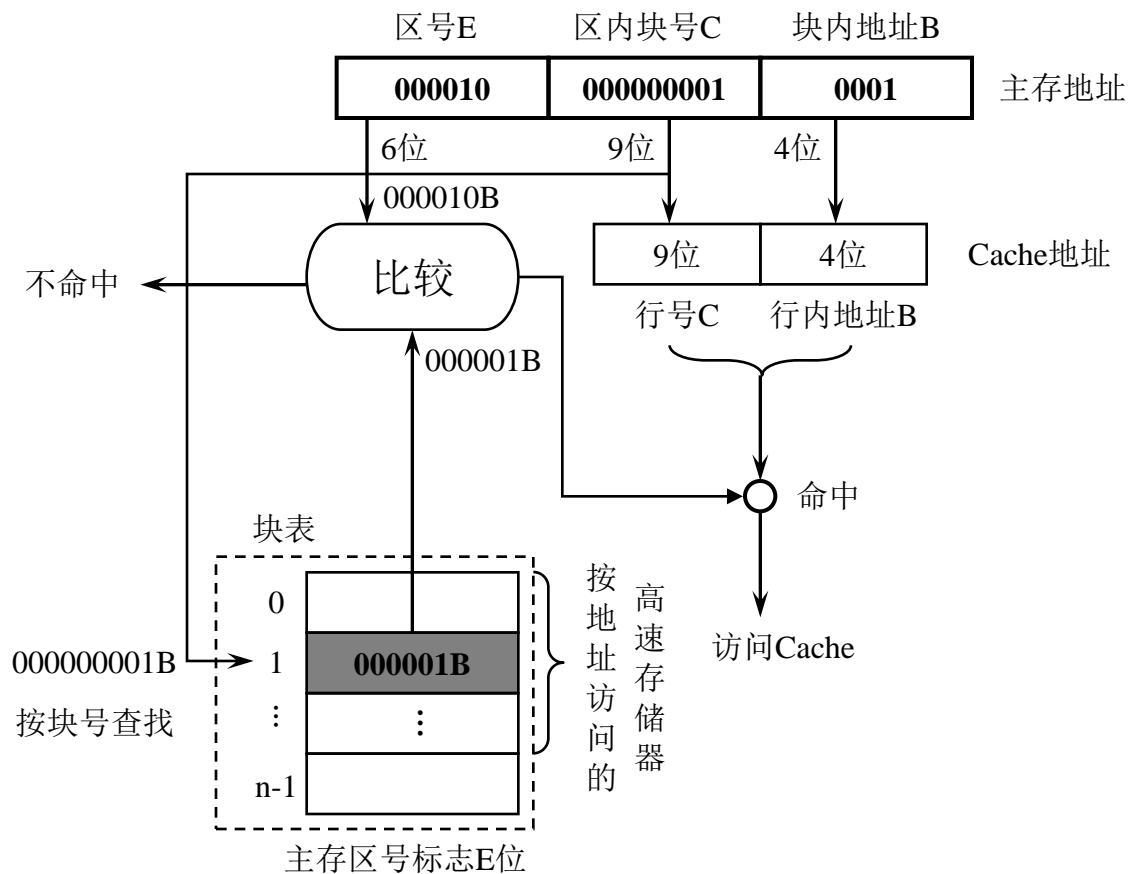 区号E 区内块号C 块内地址B
000010 000000001 0001 主存地址
6位 9位 4位
000010B
比较 9位 4位 Cache地址
不命中
行号C 行内地址B
000001B
命中
块表
0
000000001B 1 000001B
按块号查找 ⋮ ⋮
n-1
按地址访问的
高速存储器
访问Cache
主存区号标志E位